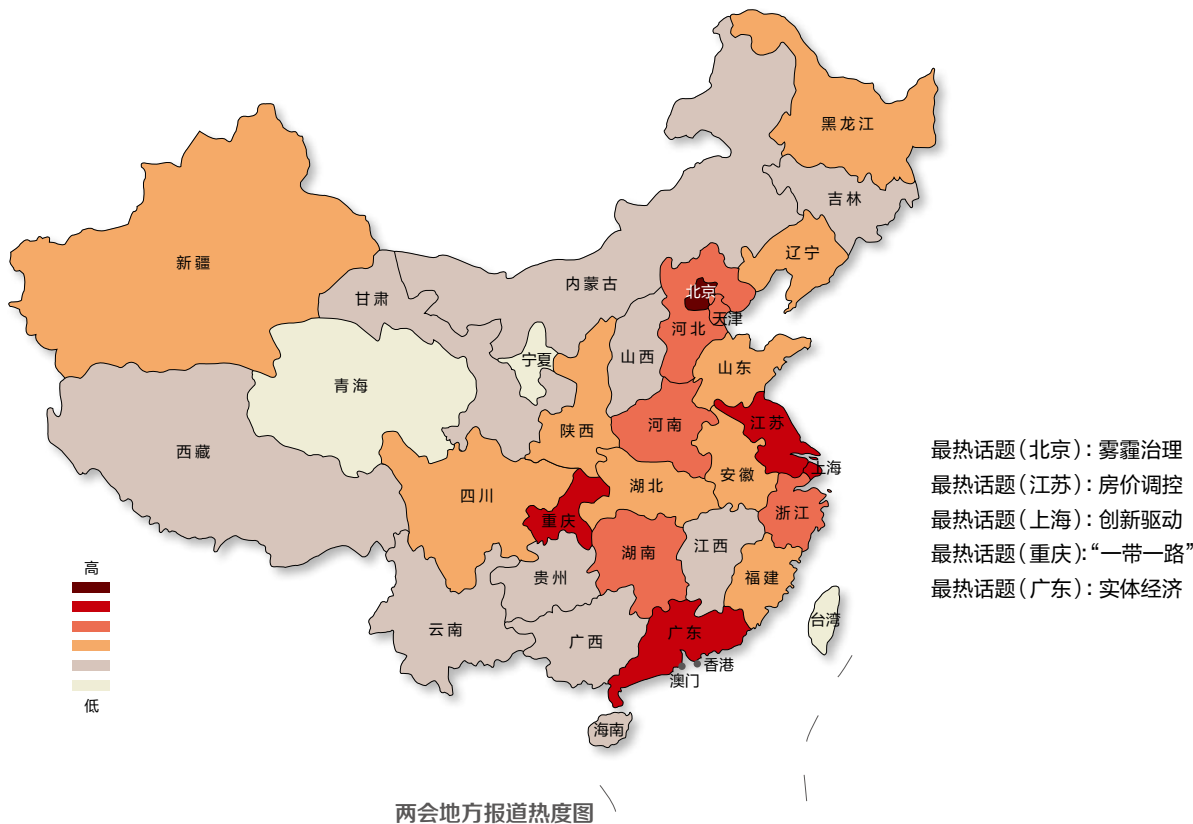 黑龙江
吉林
辽宁
新疆
内蒙古
甘肃
北京
天津
河北
宁夏
山西
山东
青海
陕西
河南
江苏
西藏
上海
安徽
四川
湖北
浙江
重庆
江西
湖南
贵州
福建
台湾
云南
广西
广东
香港
澳门
海南
最热话题（北京）：雾霾治理
最热话题（江苏）：房价调控
最热话题（上海）：创新驱动
最热话题（重庆）：“一带一路”
最热话题（广东）：实体经济
高
低
两会地方报道热度图